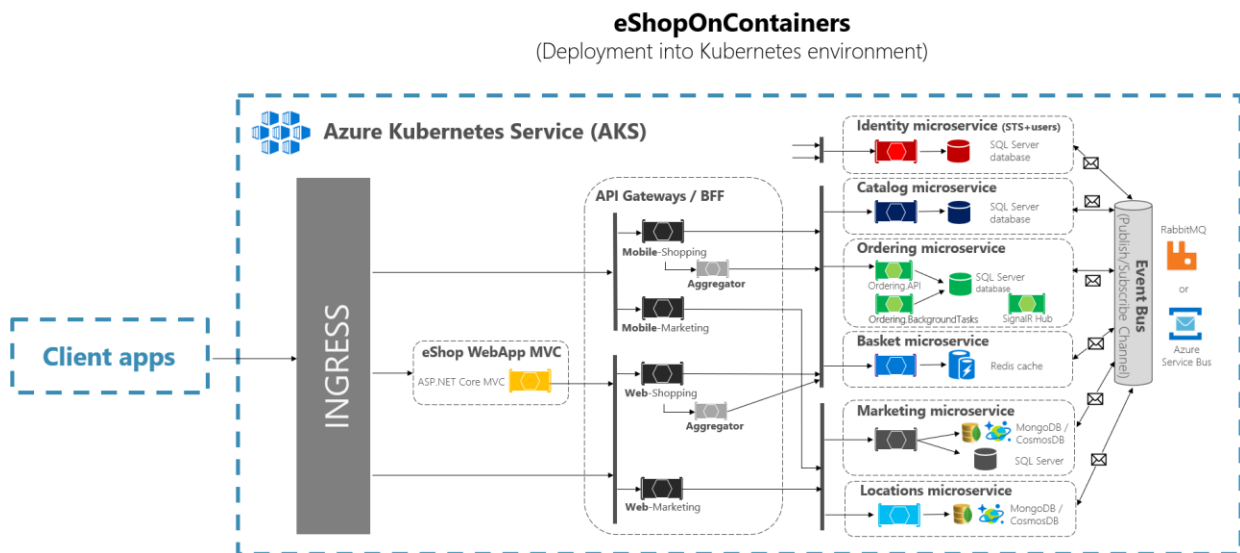 eShopOnContainers
(Deployment into Kubernetes environment)
Azure Kubernetes Service (AKS)
Client apps
INGRESS
eShop WebApp MVC
ASP.NET Core MVC
API Gateways / BFF
Mobile-Shopping
Aggregator
Mobile-Marketing
Web-Shopping
Aggregator
Web-Marketing
Identity microservice (STS+users)
SQL Server
database
Catalog microservice
SQL Server
database
Ordering microservice
Ordering.API
SQL Server
database
Ordering.BackgroundTasks
SignalR Hub
Basket microservice
Redis cache
Marketing microservice
MongoDB /
CosmosDB
SQL Server
Locations microservice
MongoDB /
CosmosDB
Event Bus
(Publish/Subscribe Channel)
RabbitMQ
or
Azure
Service Bus